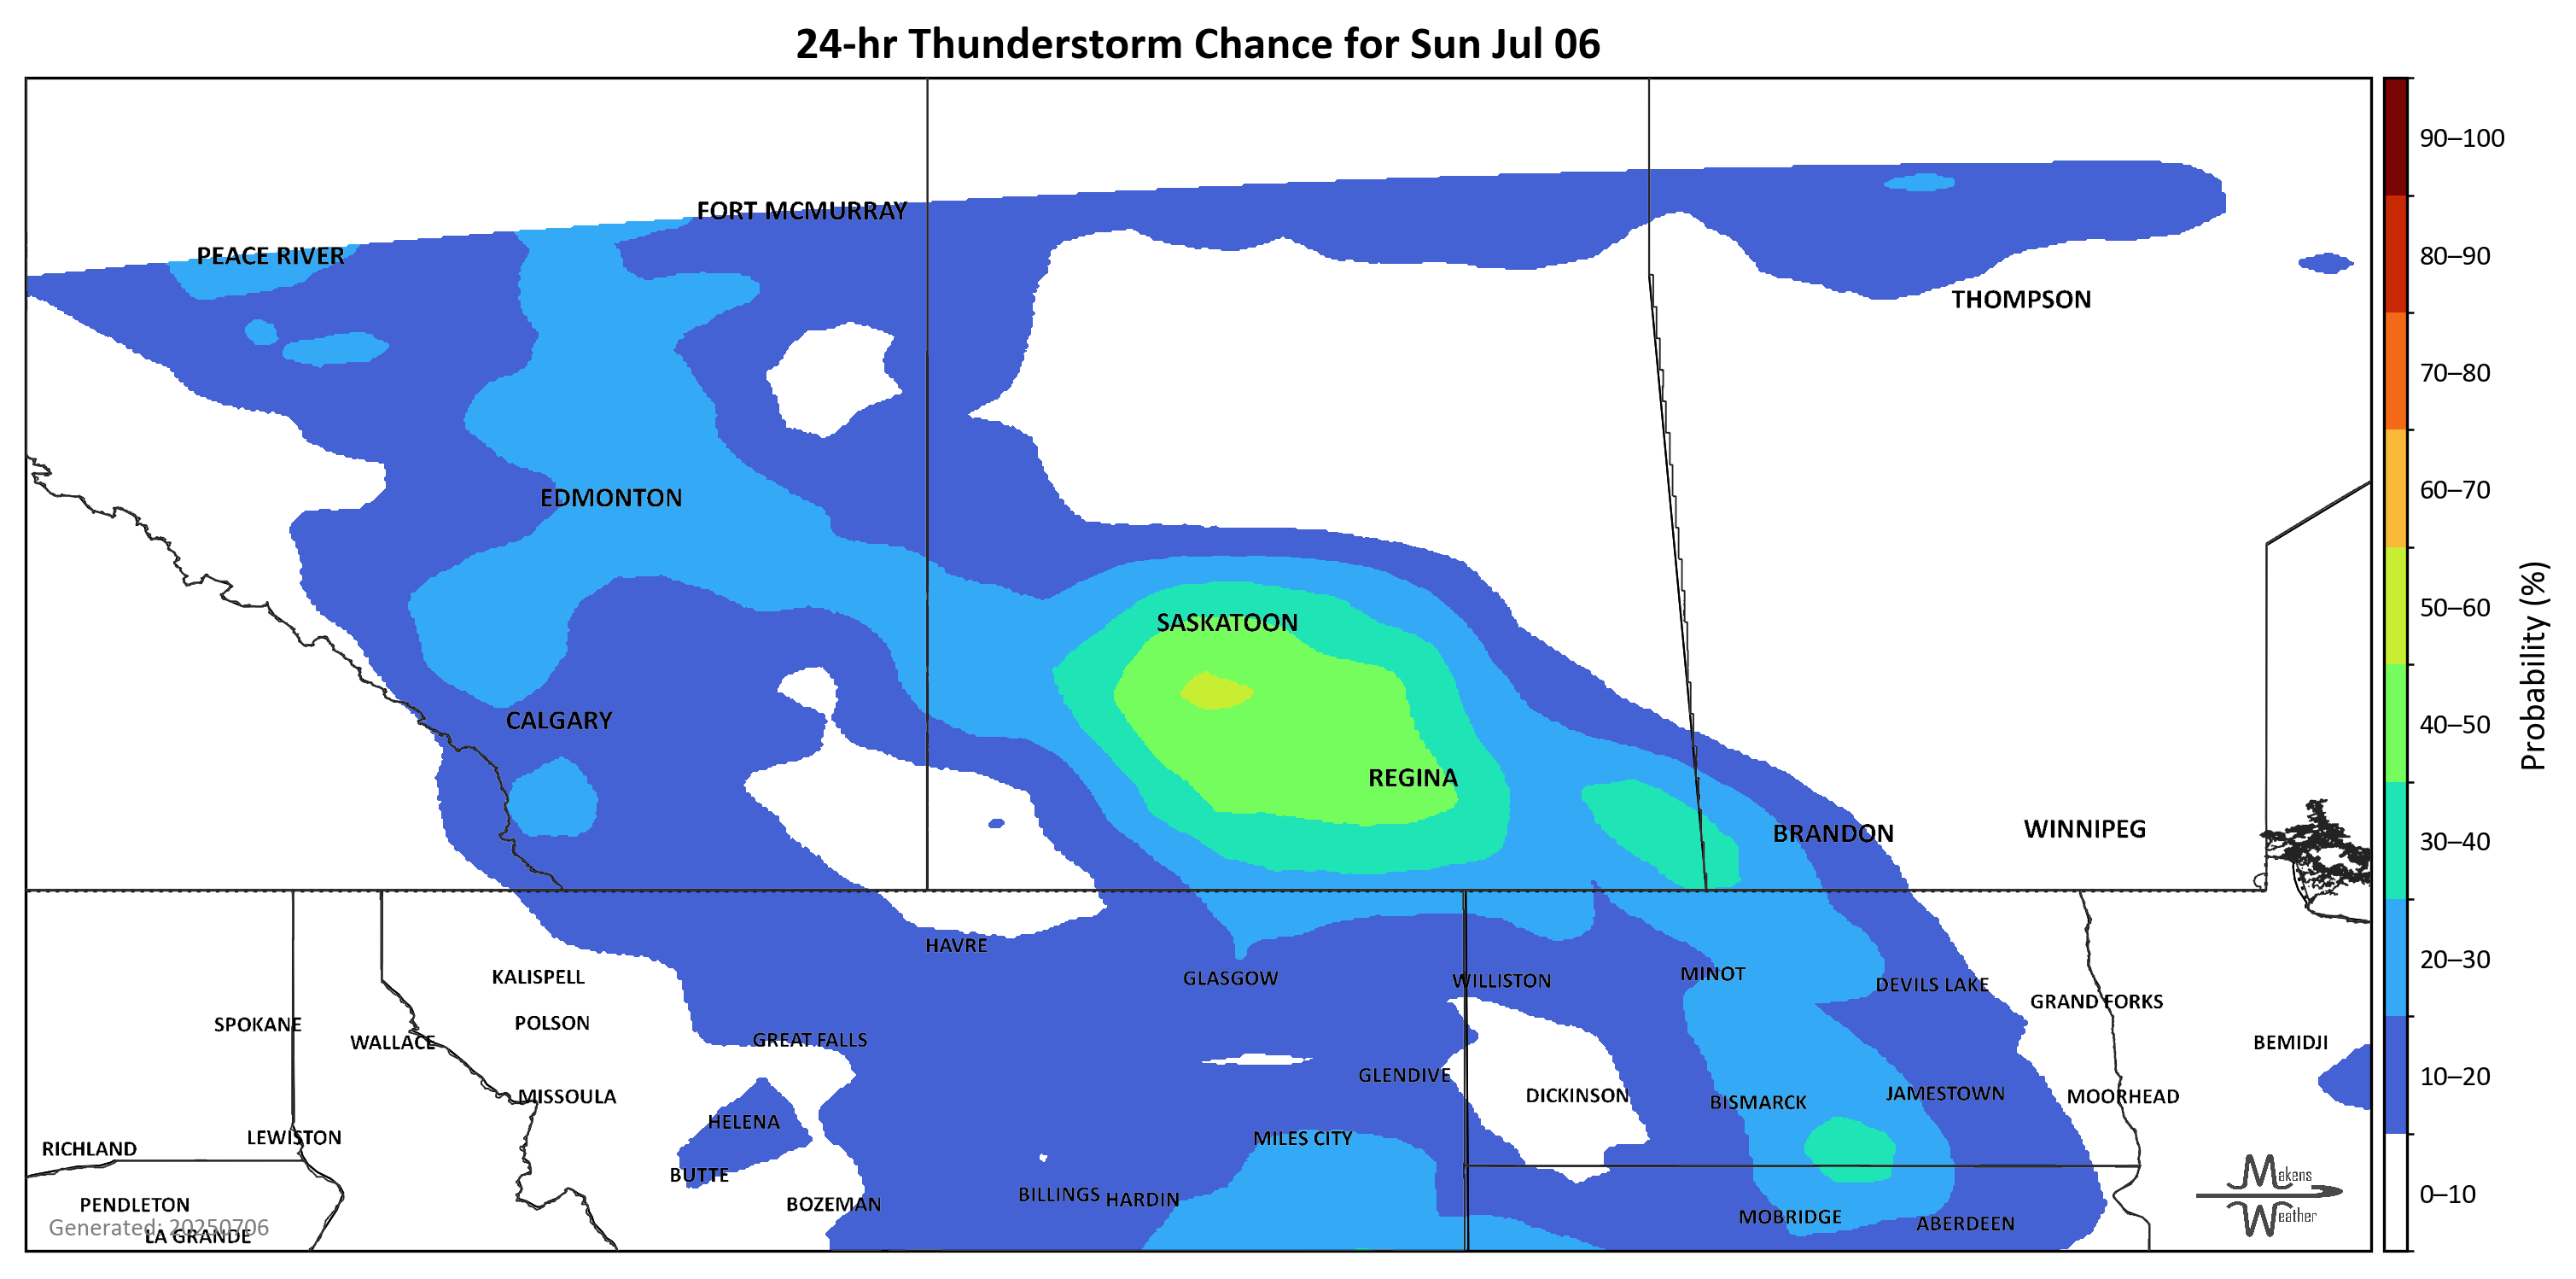 24-hr Thunderstorm Chance for Sun Jul 06
90–100
FORT MCMURRAY
PEACE RIVER
80–90
THOMPSON
70–80
EDMONTON
60–70
SASKATOON
50–60
Probability (%)
CALGARY
40–50
REGINA
BRANDON
WINNIPEG
30–40
HAVRE
KALISPELL
GLASGOW
WILLISTON
MINOT
DEVILS LAKE
20–30
SPOKANE
POLSON
GRAND FORKS
WALLACE
GREAT FALLS
BEMIDJI
GLENDIVE
10–20
MISSOULA
DICKINSON
BISMARCK
JAMESTOWN
MOORHEAD
HELENA
RICHLAND
LEWISTON
MILES CITY
BUTTE
Makens
Weather
PENDLETON
BOZEMAN
BILLINGS
HARDIN
0–10
MOBRIDGE
ABERDEEN
Generated: 20250706
LA GRANDE